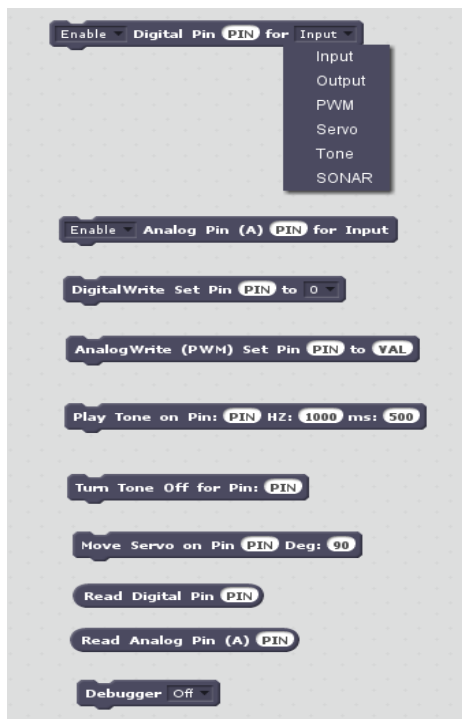 Enable Digital Pin PIN for Input
Input
Output
PWM
Servo
Tone
SONAR
Enable Analog Pin (A) PIN for Input
DigitalWrite Set Pin PIN to 0
AnalogWrite (PWM) Set Pin PIN to VAL
Play Tone on Pin: PIN HZ: 1000 ms: 500
Turn Tone Off for Pin: PIN
Move Servo on Pin PIN Deg: 90
Read Digital Pin PIN
Read Analog Pin (A) PIN
Debugger Off